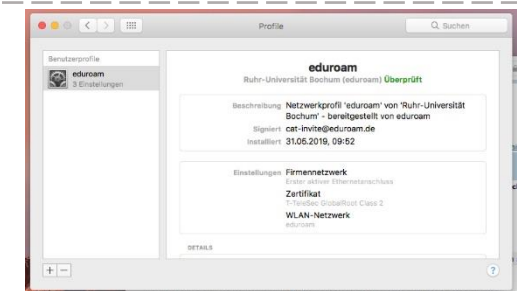 Profile
Suchen
Benutzerprofile
eduroam
3 Einstellungen
eduroam
Ruhr-Universität Bochum (eduroam) Überprüft
Beschreibung Netzwerkprofil 'eduroam' von 'Ruhr-Universität
Bochum' - bereitgestellt von eduroam
Signiert cat-invite@eduroam.de
Installiert 31.05.2019, 09:52
Einstellungen Firmennetzwerk
Erster aktiver Ethernetanschluss
Zertifikat
T-TeleSec GlobalRoot Class 2
WLAN-Netzwerk
eduroam
DETAILS